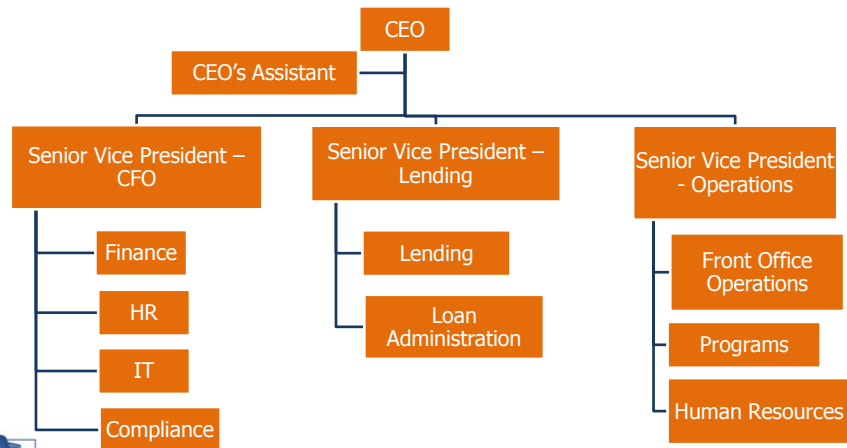 CEO
CEO's Assistant
Senior Vice President –
CFO
Finance
HR
IT
Compliance
Senior Vice President –
Lending
Lending
Loan
Administration
Senior Vice President
- Operations
Front Office
Operations
Programs
Human Resources